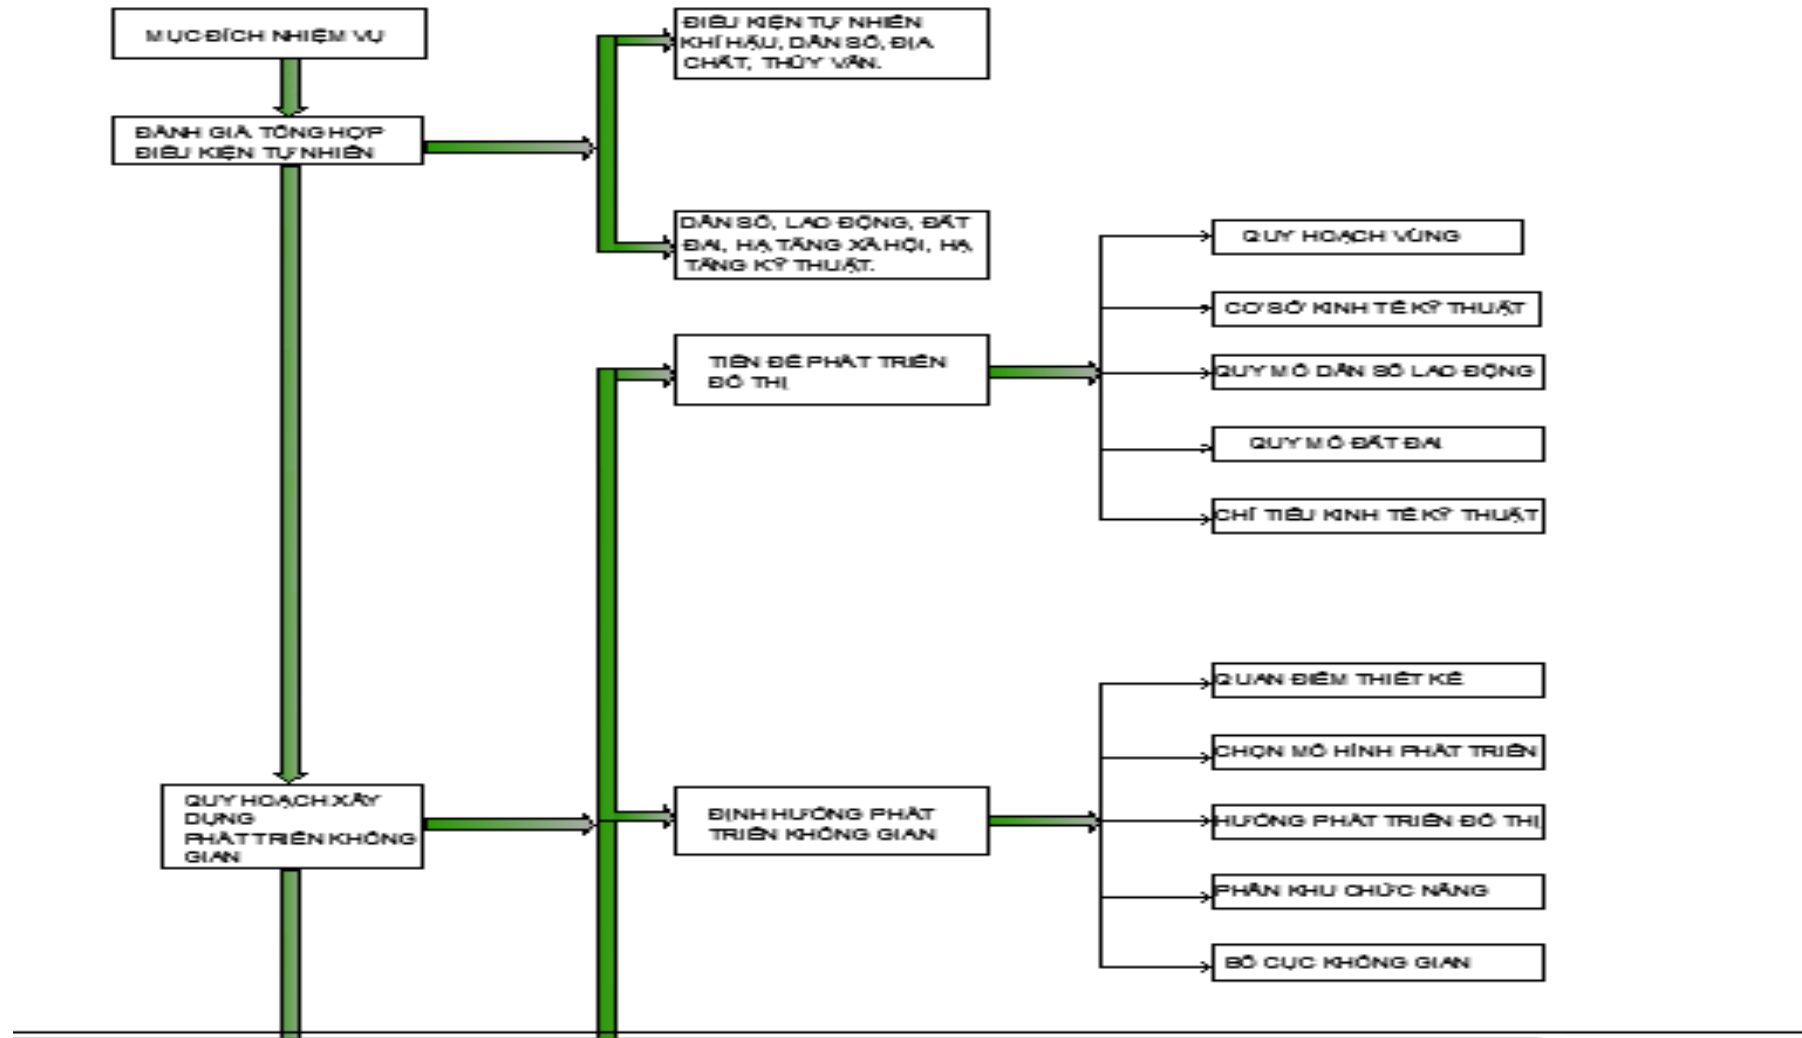 MỤC ĐÍCH NHIỆM VỤ
ĐÁNH GIÁ TỔNG HỢP
ĐIỀU KIỆN TỰ NHIÊN
ĐIỀU KIỆN TỰ NHIÊN
KHÍ HẬU, DÂN SỐ, ĐỊA
CHẤT, THỦY VĂN.
DÂN SỐ, LAO ĐỘNG, ĐẤT
ĐAI, HẠ TẦNG XÃ HỘI, HẠ
TẦNG KỸ THUẬT.
TIỀN ĐỀ PHÁT TRIỂN
ĐÔ THỊ
QUY HOẠCH VÙNG
CƠ SỞ KINH TẾ KỸ THUẬT
QUY MÔ DÂN SỐ LAO ĐỘNG
QUY MÔ ĐẤT ĐAI
CHỈ TIÊU KINH TẾ KỸ THUẬT
QUY HOẠCH XÂY
DỰNG
PHÁT TRIỂN KHÔNG
GIAN
ĐỊNH HƯỚNG PHÁT
TRIỂN KHÔNG GIAN
QUAN ĐIỂM THIẾT KẾ
CHỌN MÔ HÌNH PHÁT TRIỂN
HƯỚNG PHÁT TRIỂN ĐÔ THỊ
PHÂN KHU CHỨC NĂNG
BỐ CỤC KHÔNG GIAN